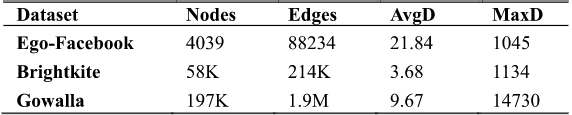 Dataset Nodes Edges AvgD MaxD
Ego-Facebook 4039 88234 21.84 1045
Brightkite 58K 214K 3.68 1134
Gowalla 197K 1.9M 9.67 14730